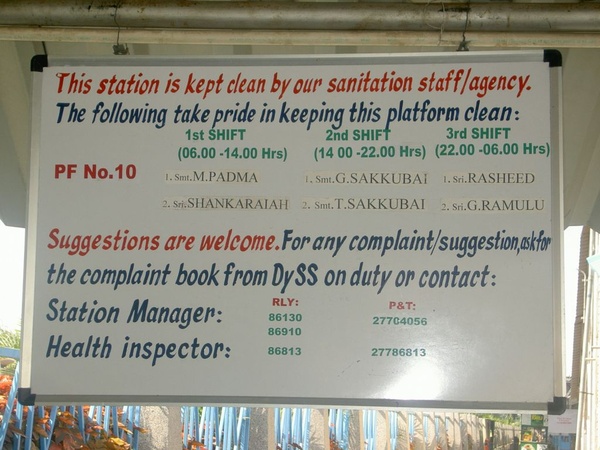 This station is kept clean by our sanitation staff/agency.
The following take pride in keeping this platform clean:
1st SHIFT 2nd SHIFT 3rd SHIFT
(06.00 -14.00 Hrs) (14 00 -22.00 Hrs) (22.00 -06.00 Hrs)
PF No.10 1. Smt.M.PADMA 1. Smt.G.SAKKUBAI 1. Sri.RASHEED
2. Sri.SHANKARAIAH 2. Smt.T.SAKKUBAI 2. Sri.G.RAMULU
Suggestions are welcome.For any complaint/suggestion,ask for
the complaint book from DySS on duty or contact:
RLY: P&T:
Station Manager: 86130 27704056
86910
Health inspector: 86813 27786813